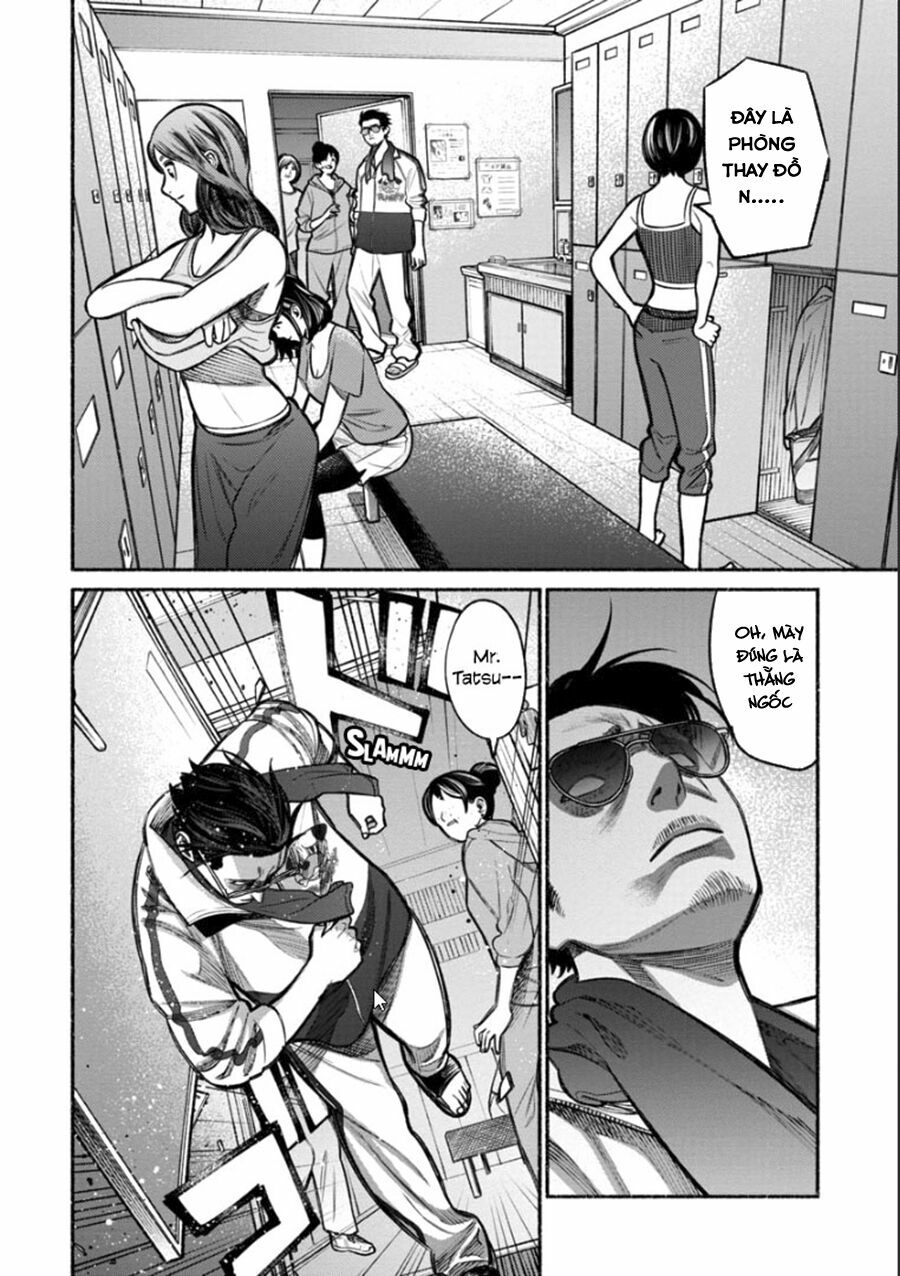 ĐÂY LÀ
PHÒNG
THAY ĐỒ
N.....
OH, MÀY
ĐÚNG LÀ
THẰNG
NGỐC
Mr.
Tatsu--
SLAMMM